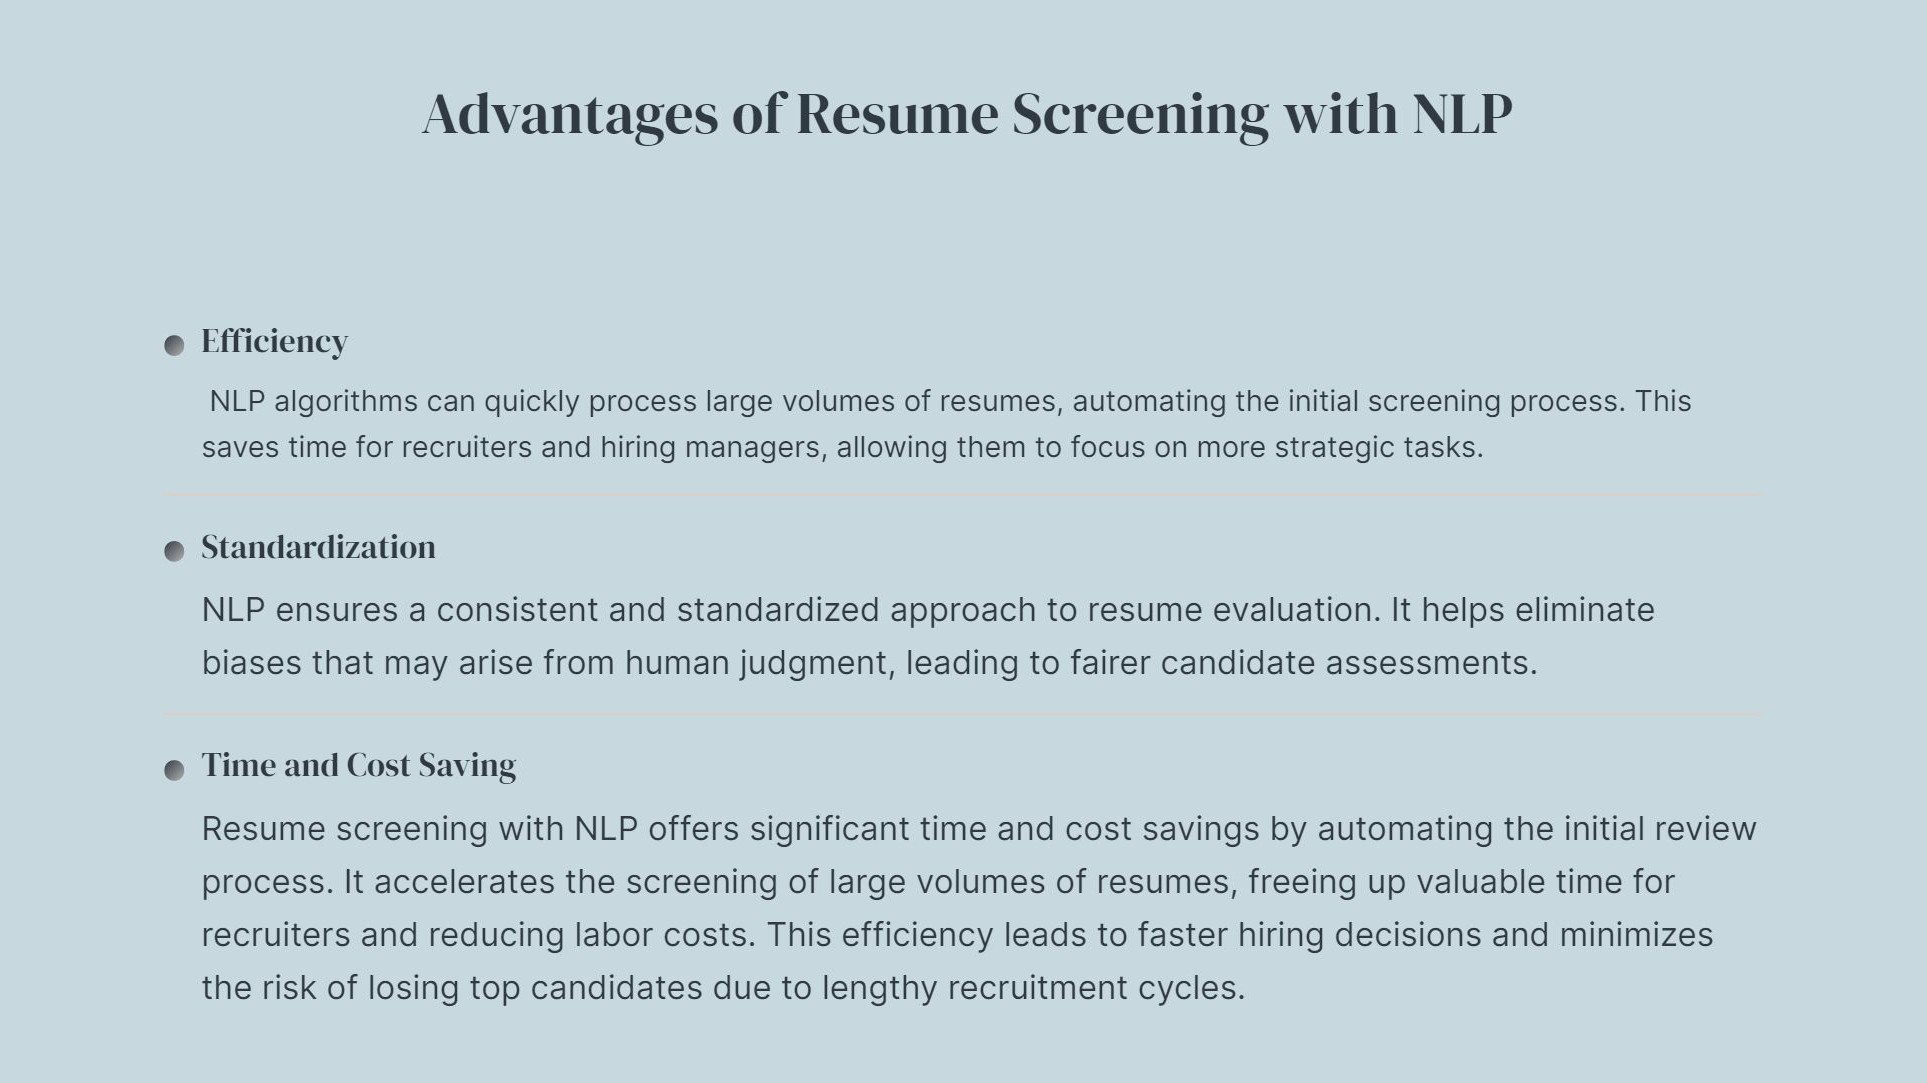 Advantages of Resume Screening with NLP
Efficiency
NLP algorithms can quickly process large volumes of resumes, automating the initial screening process. This
saves time for recruiters and hiring managers, allowing them to focus on more strategic tasks.
Standardization
NLP ensures a consistent and standardized approach to resume evaluation. It helps eliminate
biases that may arise from human judgment, leading to fairer candidate assessments.
Time and Cost Saving
Resume screening with NLP offers significant time and cost savings by automating the initial review
process. It accelerates the screening of large volumes of resumes, freeing up valuable time for
recruiters and reducing labor costs. This efficiency leads to faster hiring decisions and minimizes
the risk of losing top candidates due to lengthy recruitment cycles.